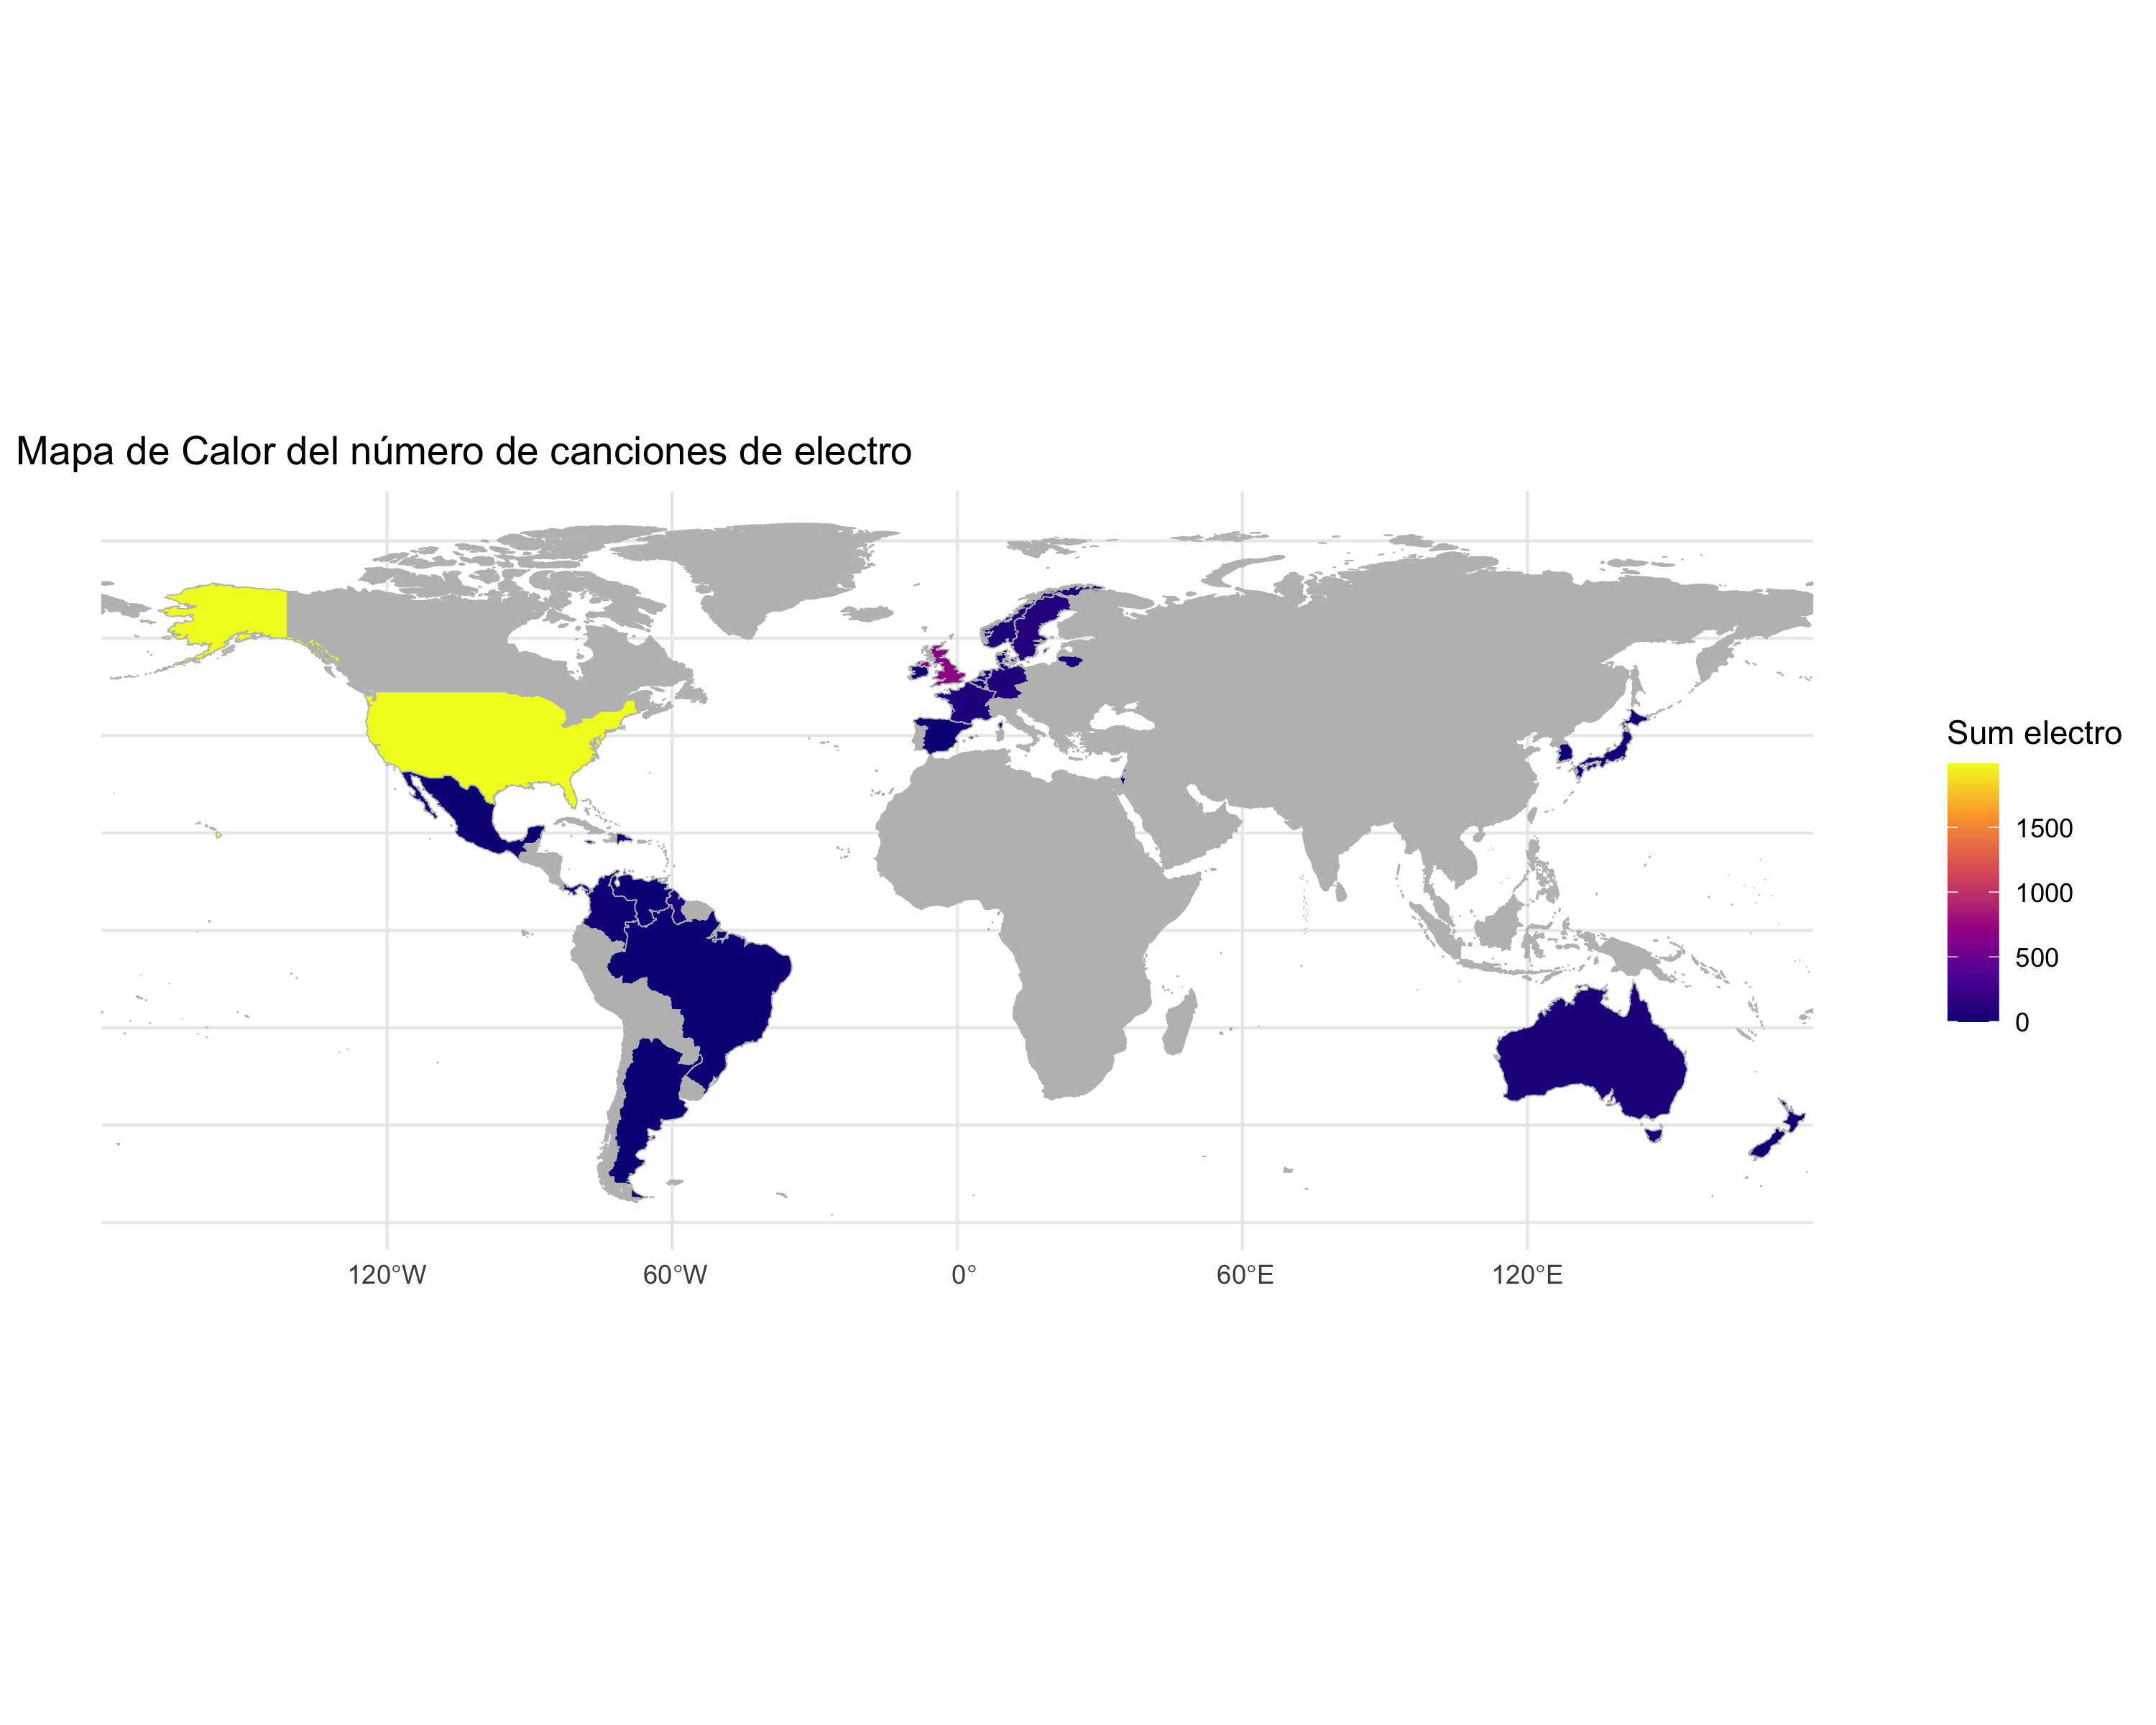 Mapa de Calor del número de canciones de electro
Sum electro
1500
1000
500
0
120°W 60°W 0° 60°E 120°E